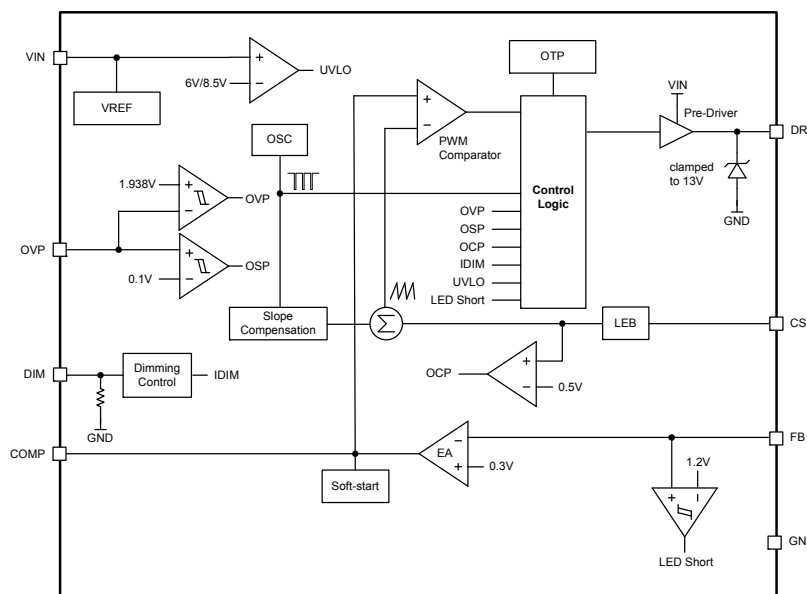 VIN
VREF
6V/8.5V
UVLO
OTP
VIN
Pre-Driver
DR
clamped
to 13V
GND
OSC
PWM
Comparator
Control
Logic
1.938V
OVP
OVP
0.1V
OSP
OVP
OSP
OCP
IDIM
UVLO
LED Short
Slope
Compensation
Σ
LEB
CS
OCP
0.5V
DIM
Dimming
Control
IDIM
GND
COMP
Soft-start
EA
0.3V
FB
1.2V
LED Short
GN